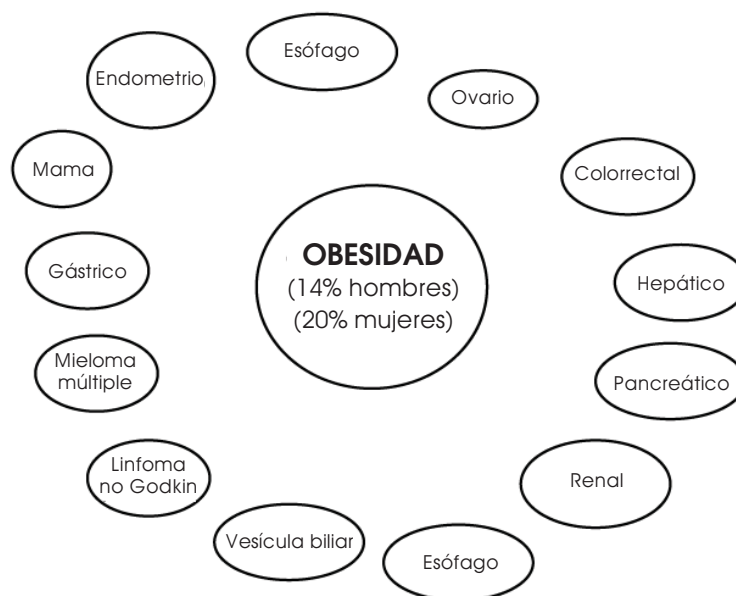 Esófago
Endometrio
Ovario
Mama
Colorrectal
OBESIDAD
(14% hombres)
(20% mujeres)
Gástrico
Hepático
Mieloma
múltiple
Pancreático
Linfoma
no Godkin
Renal
Vesícula biliar
Esófago